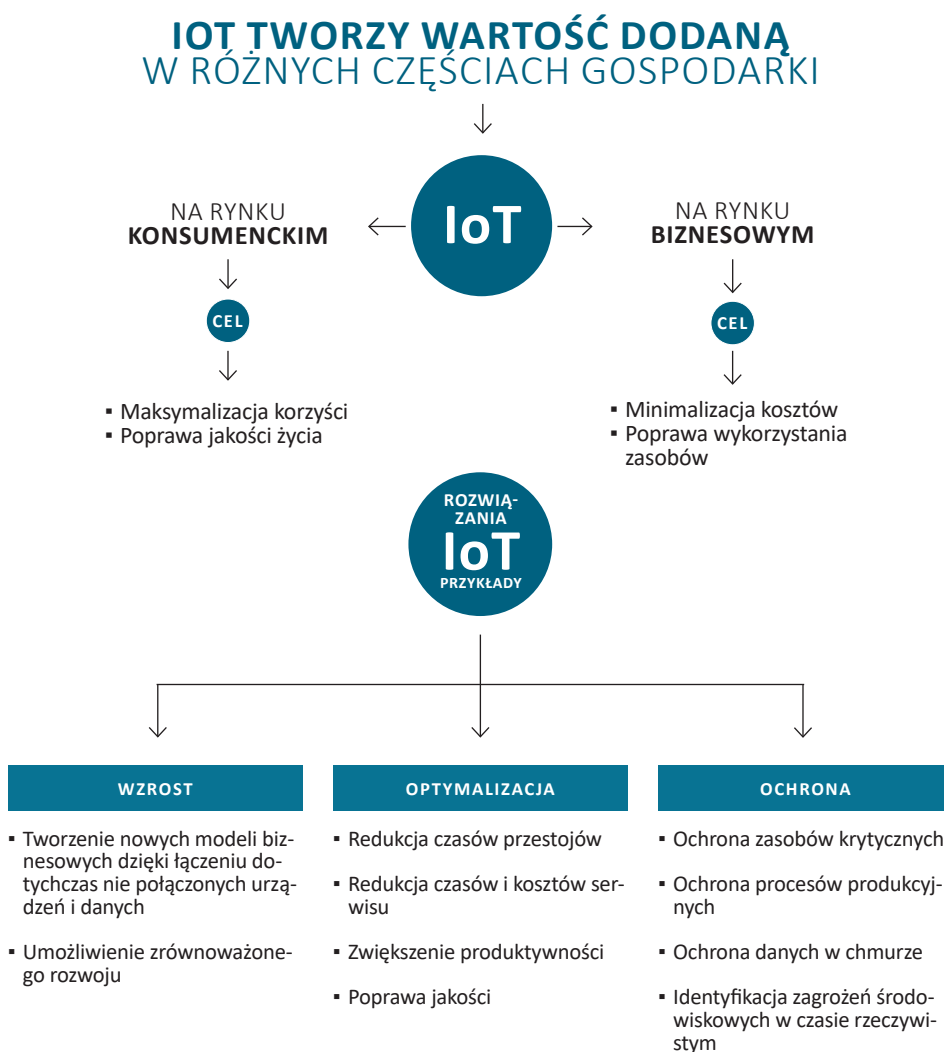 IOT TWORZY WARTOŚĆ DODANĄ
W RÓŻNYCH CZĘŚCIACH GOSPODARKI
IoT
NA RYNKU
KONSUMENCKIM
CEL
▪ Maksymalizacja korzyści
▪ Poprawa jakości życia
NA RYNKU
BIZNESOWYM
CEL
▪ Minimalizacja kosztów
▪ Poprawa wykorzystania
zasobów
ROZWIĄ-
ZANIA
IoT
PRZYKŁADY
WZROST
▪ Tworzenie nowych modeli biz-
nesowych dzięki łączeniu do-
tychczas nie połączonych urzą-
dzeń i danych
▪ Umożliwienie zrównoważone-
go rozwoju
OPTYMALIZACJA
▪ Redukcja czasów przestojów
▪ Redukcja czasów i kosztów ser-
wisu
▪ Zwiększenie produktywności
▪ Poprawa jakości
OCHRONA
▪ Ochrona zasobów krytycznych
▪ Ochrona procesów produkcyj-
nych
▪ Ochrona danych w chmurze
▪ Identyfikacja zagrożeń środo-
wiskowych w czasie rzeczywi-
stym